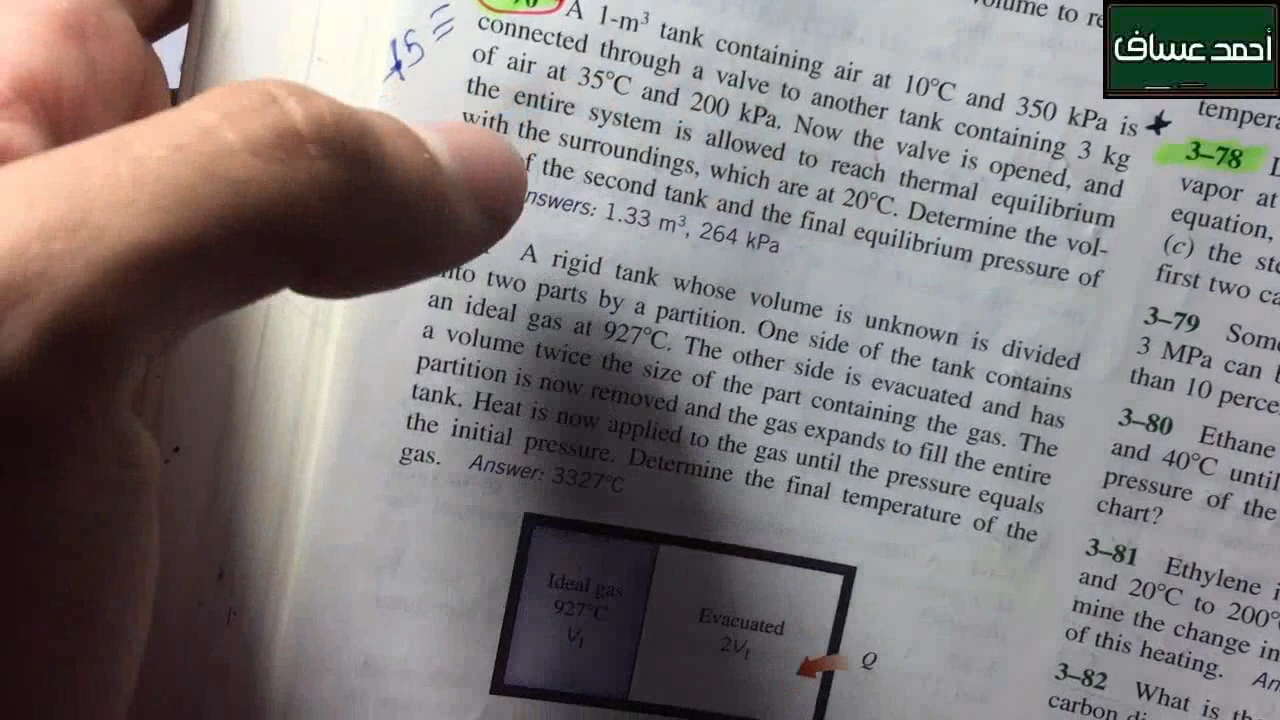 A 1-m³ tank containing air at 10°C and 350 kPa is
connected through a valve to another tank containing 3 kg
of air at 35°C and 200 kPa. Now the valve is opened, and
the entire system is allowed to reach thermal equilibrium
with the surroundings, which are at 20°C. Determine the vol-
f the second tank and the final equilibrium pressure of
nswers: 1.33 m³, 264 kPa
A rigid tank whose volume is unknown is divided
nto two parts by a partition. One side of the tank contains
an ideal gas at 927°C. The other side is evacuated and has
a volume twice the size of the part containing the gas. The
partition is now removed and the gas expands to fill the entire
tank. Heat is now applied to the gas until the pressure equals
the initial pressure. Determine the final temperature of the
gas. Answer: 3327°C
Ideal gas
927°C
V₁
Evacuated
2V₁
Q
olume to re
أحمد عساف
tempera
3–78
vapor at
equation,
(c) the ste
first two ca
3–79 Some
3 MPa can b
than 10 perce
3–80 Ethane
and 40°C until
pressure of the
chart?
3–81 Ethylene i
and 20°C to 200°
mine the change in
of this heating. An
3–82 What is th
carbon di